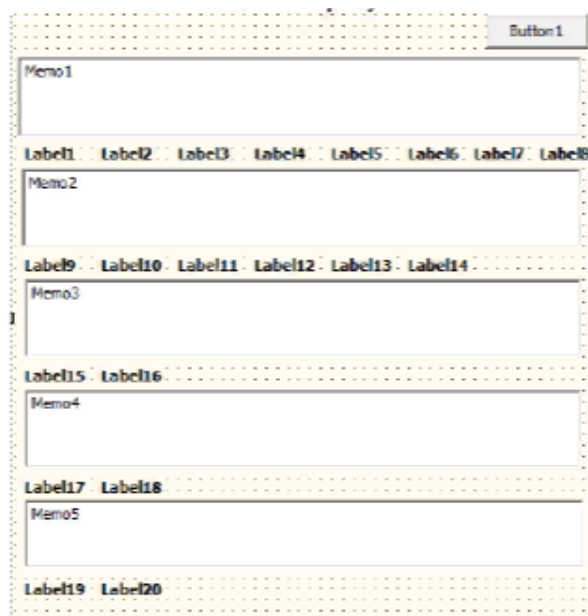 Button1
Memo1
Label1 Label2 Label3 Label4 Label5 Label6 Label7 Label8
Memo2
Label9 Label10 Label11 Label12 Label13 Label14
Memo3
Label15 Label16
Memo4
Label17 Label18
Memo5
Label19 Label20